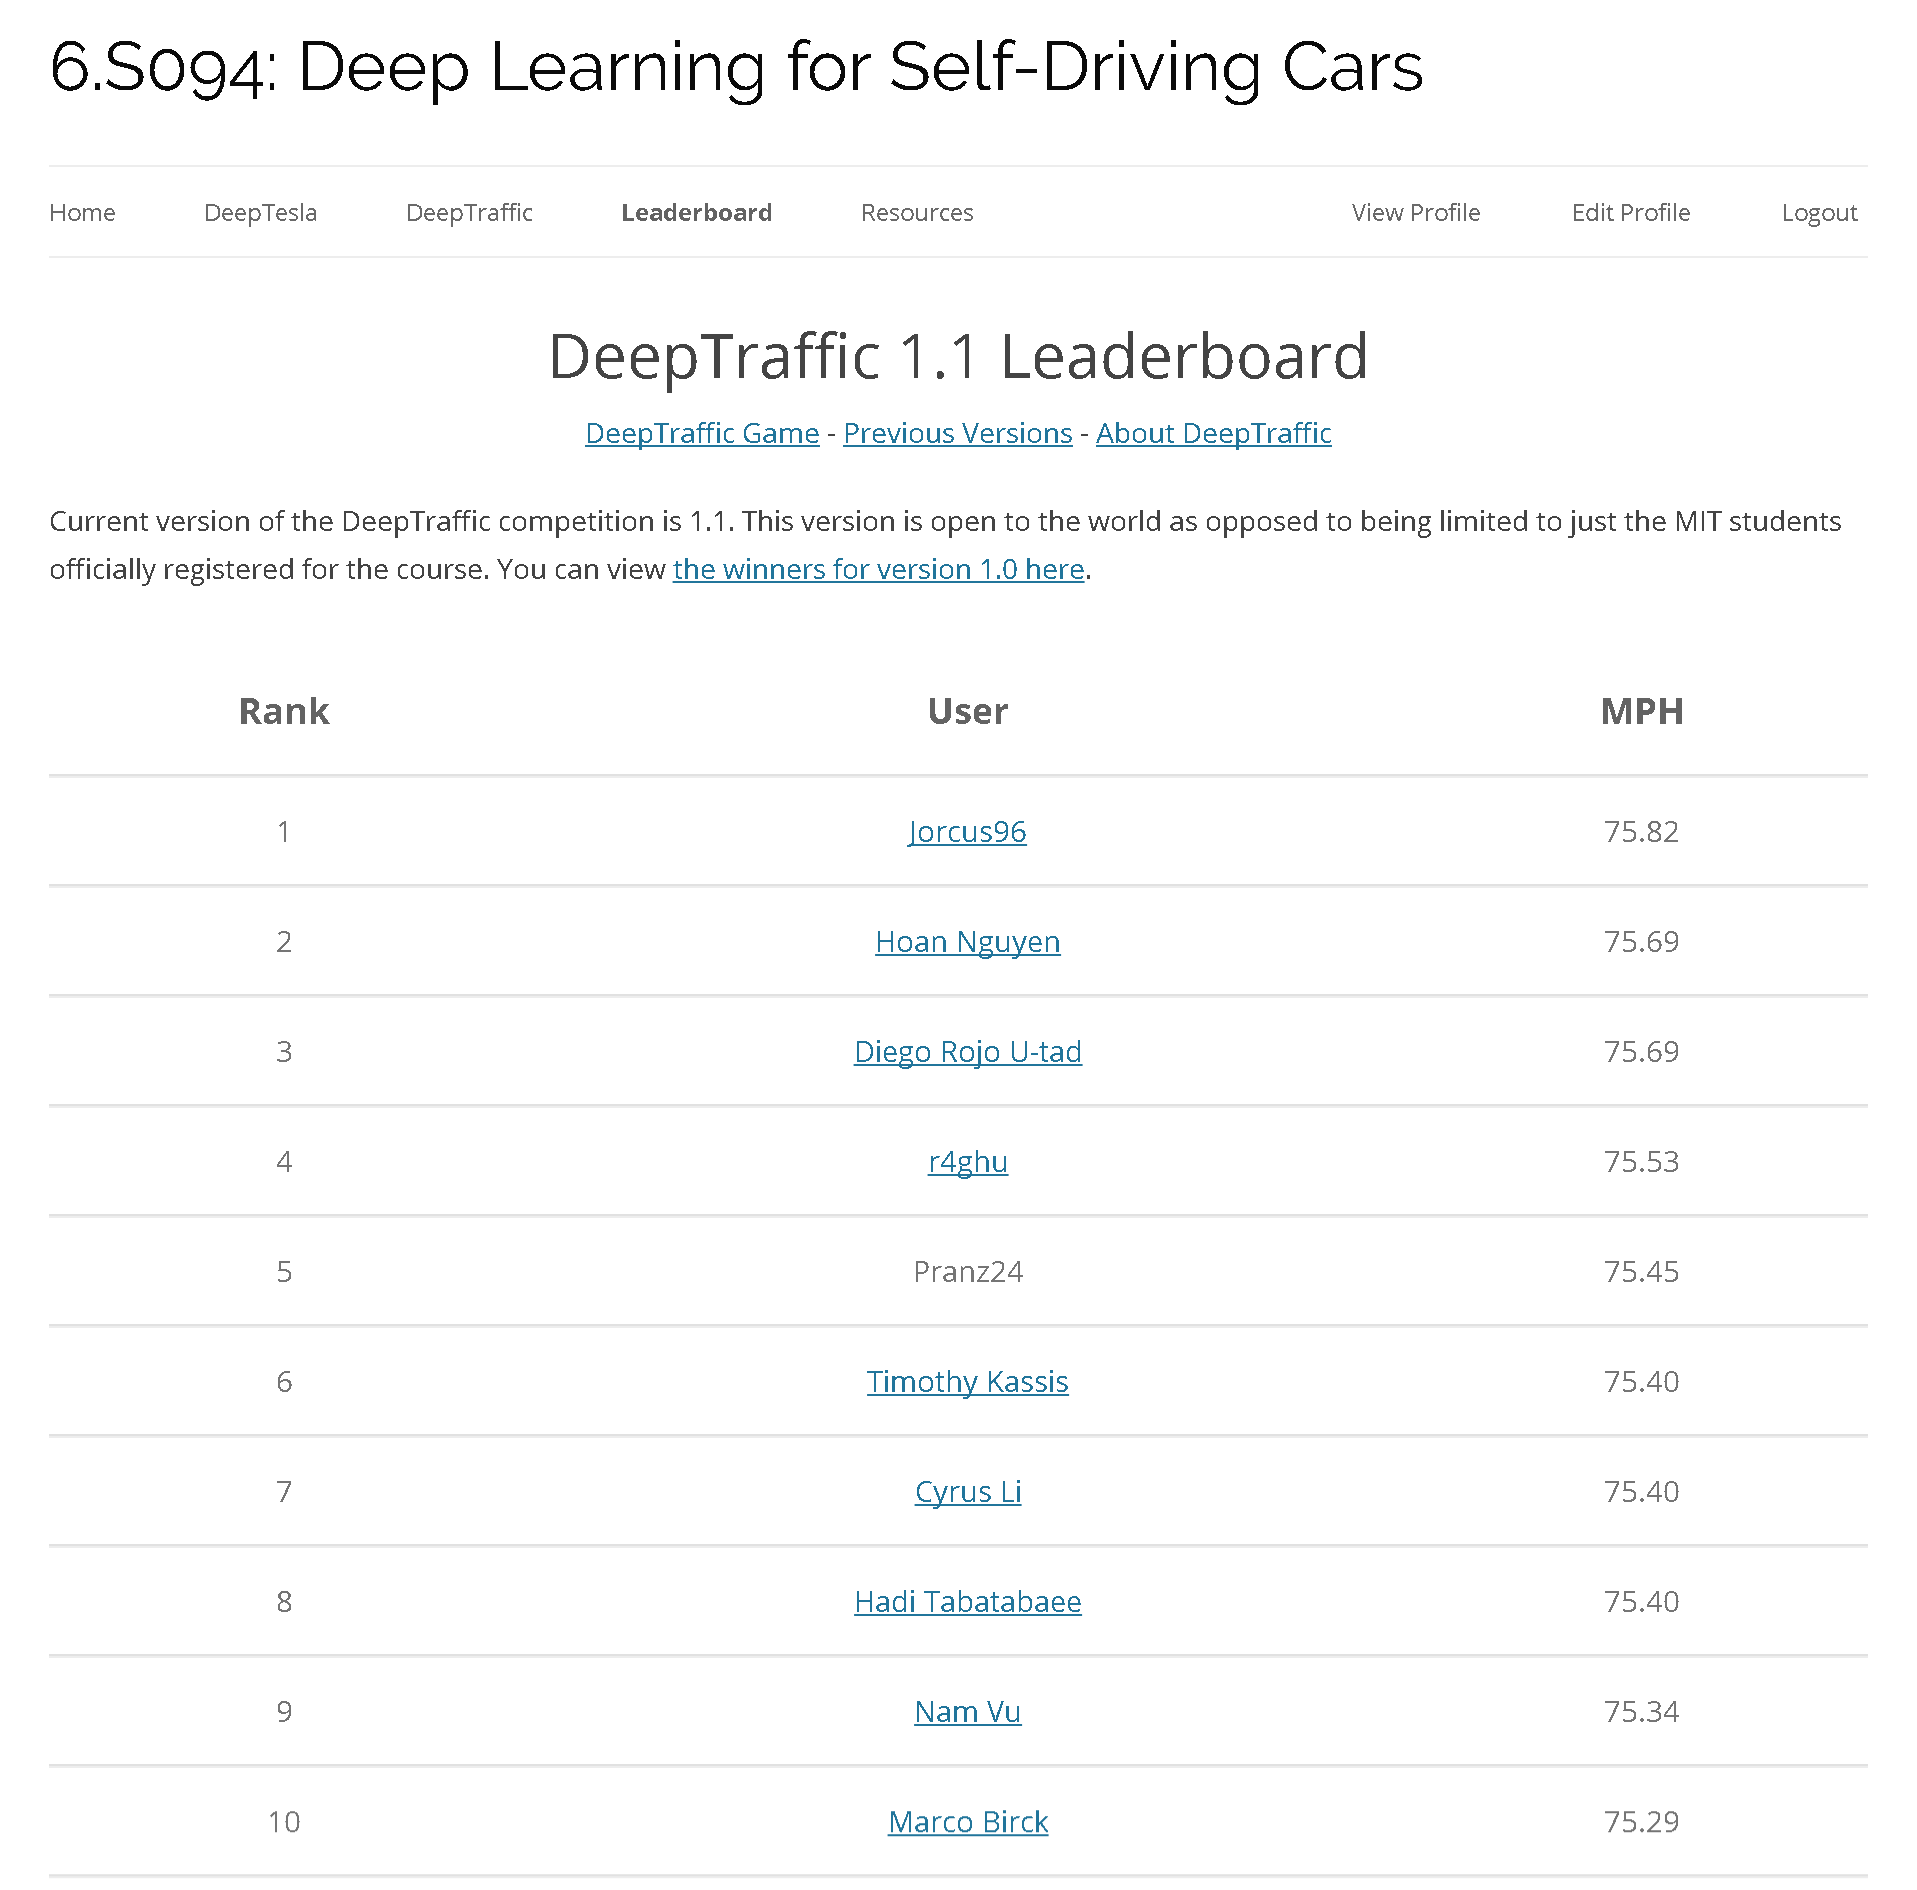 6.S094: Deep Learning for Self-Driving Cars
Home DeepTesla DeepTraffic Leaderboard Resources View Profile Edit Profile Logout
DeepTraffic 1.1 Leaderboard
DeepTraffic Game - Previous Versions - About DeepTraffic
Current version of the DeepTraffic competition is 1.1. This version is open to the world as opposed to being limited to just the MIT students
officially registered for the course. You can view the winners for version 1.0 here.
Rank User MPH
1 Jorcus96 75.82
2 Hoan Nguyen 75.69
3 Diego Rojo U-tad 75.69
4 r4ghu 75.53
5 Pranz24 75.45
6 Timothy Kassis 75.40
7 Cyrus Li 75.40
8 Hadi Tabatabaee 75.40
9 Nam Vu 75.34
10 Marco Birck 75.29